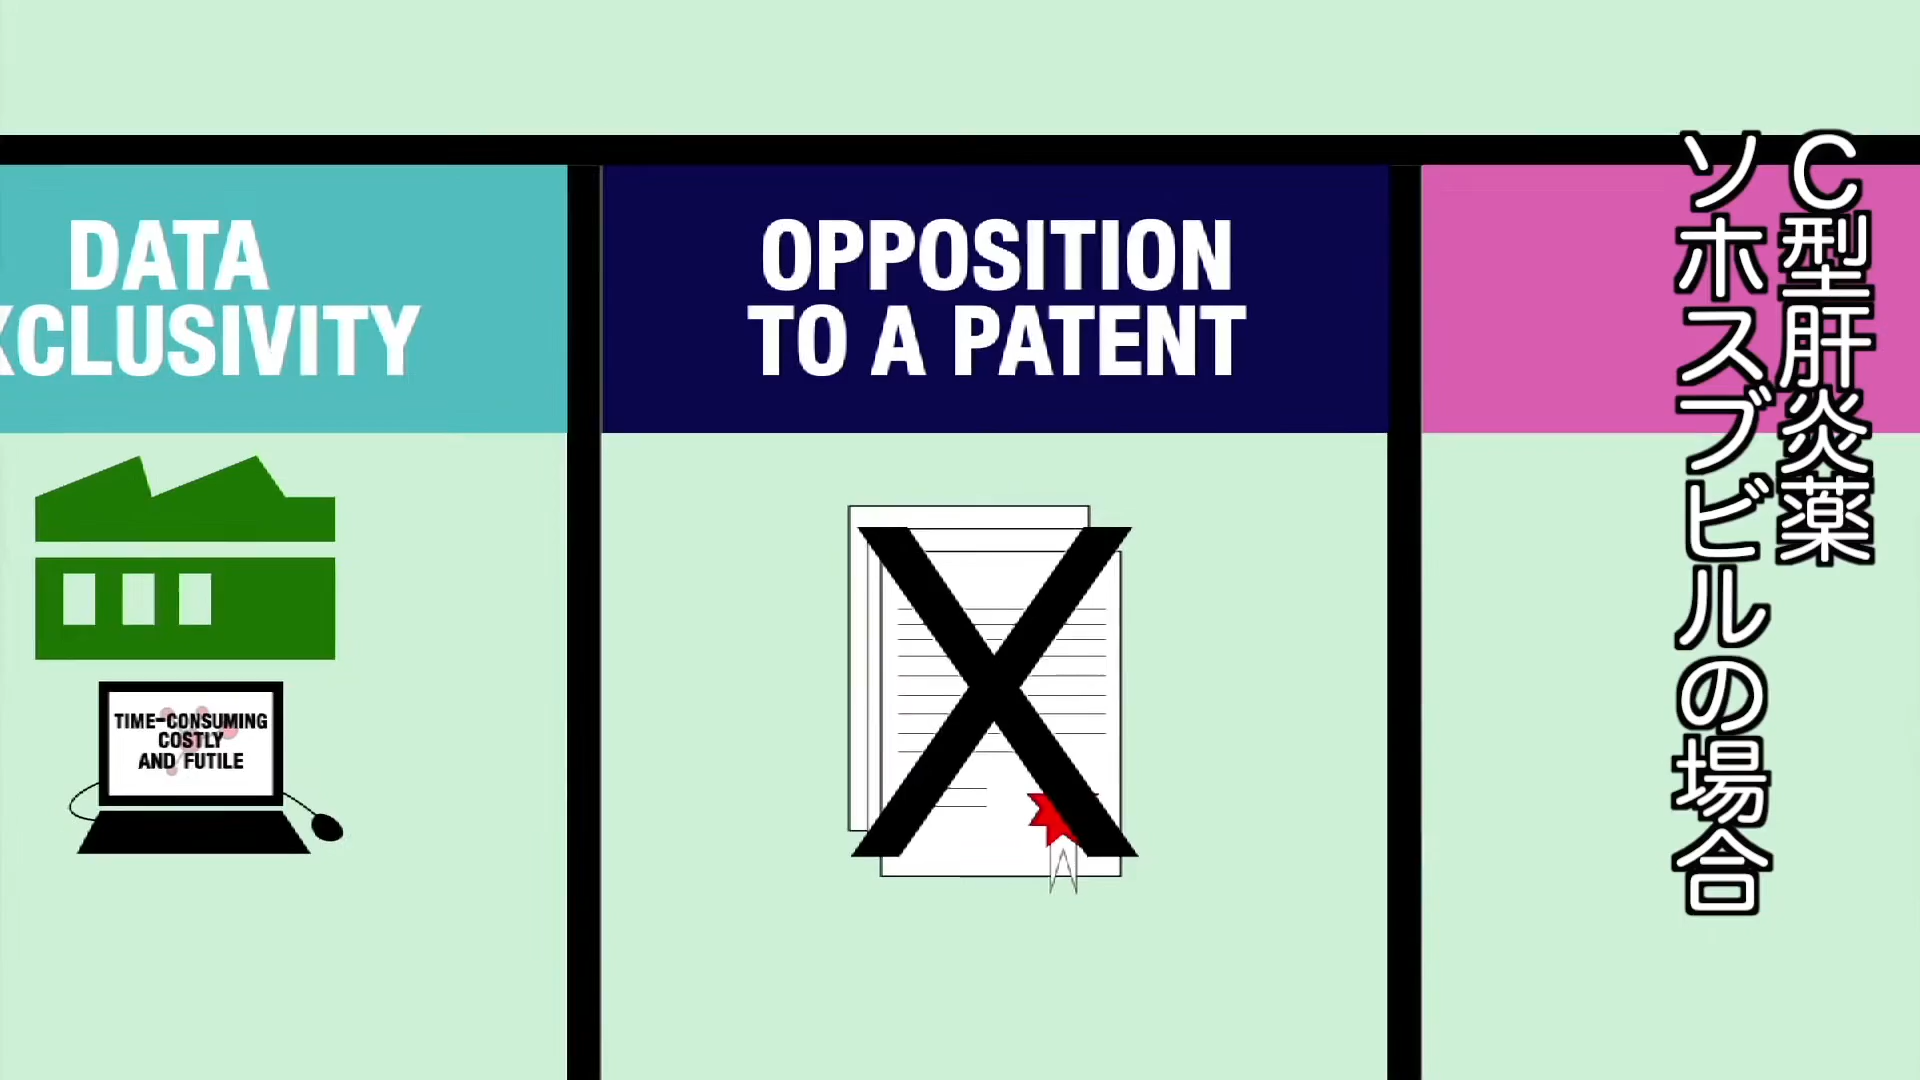 DATA
XCLUSIVITY
TIME-CONSUMING
COSTLY
AND FUTILE
OPPOSITION
TO A PATENT
C型肝炎薬
ソホスブビルの場合